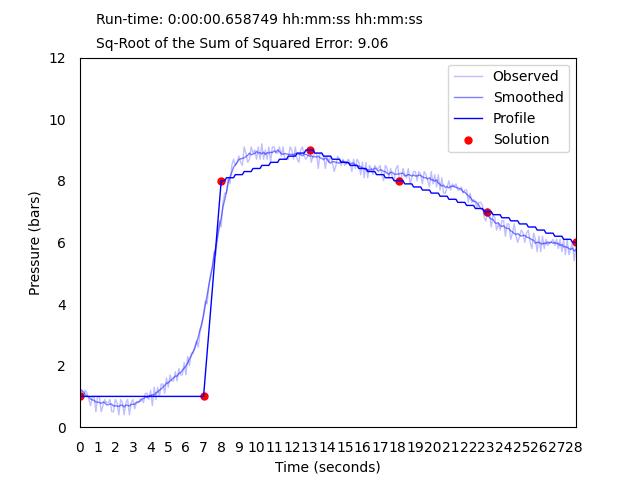 Run-time: 0:00:00.658749 hh:mm:ss hh:mm:ss
Sq-Root of the Sum of Squared Error: 9.06
12
10
8
6
4
2
0
Pressure (bars)
Observed
Smoothed
Profile
Solution
0 1 2 3 4 5 6 7 8 9 10 11 12 13 14 15 16 17 18 19 20 21 22 23 24 25 26 27 28
Time (seconds)